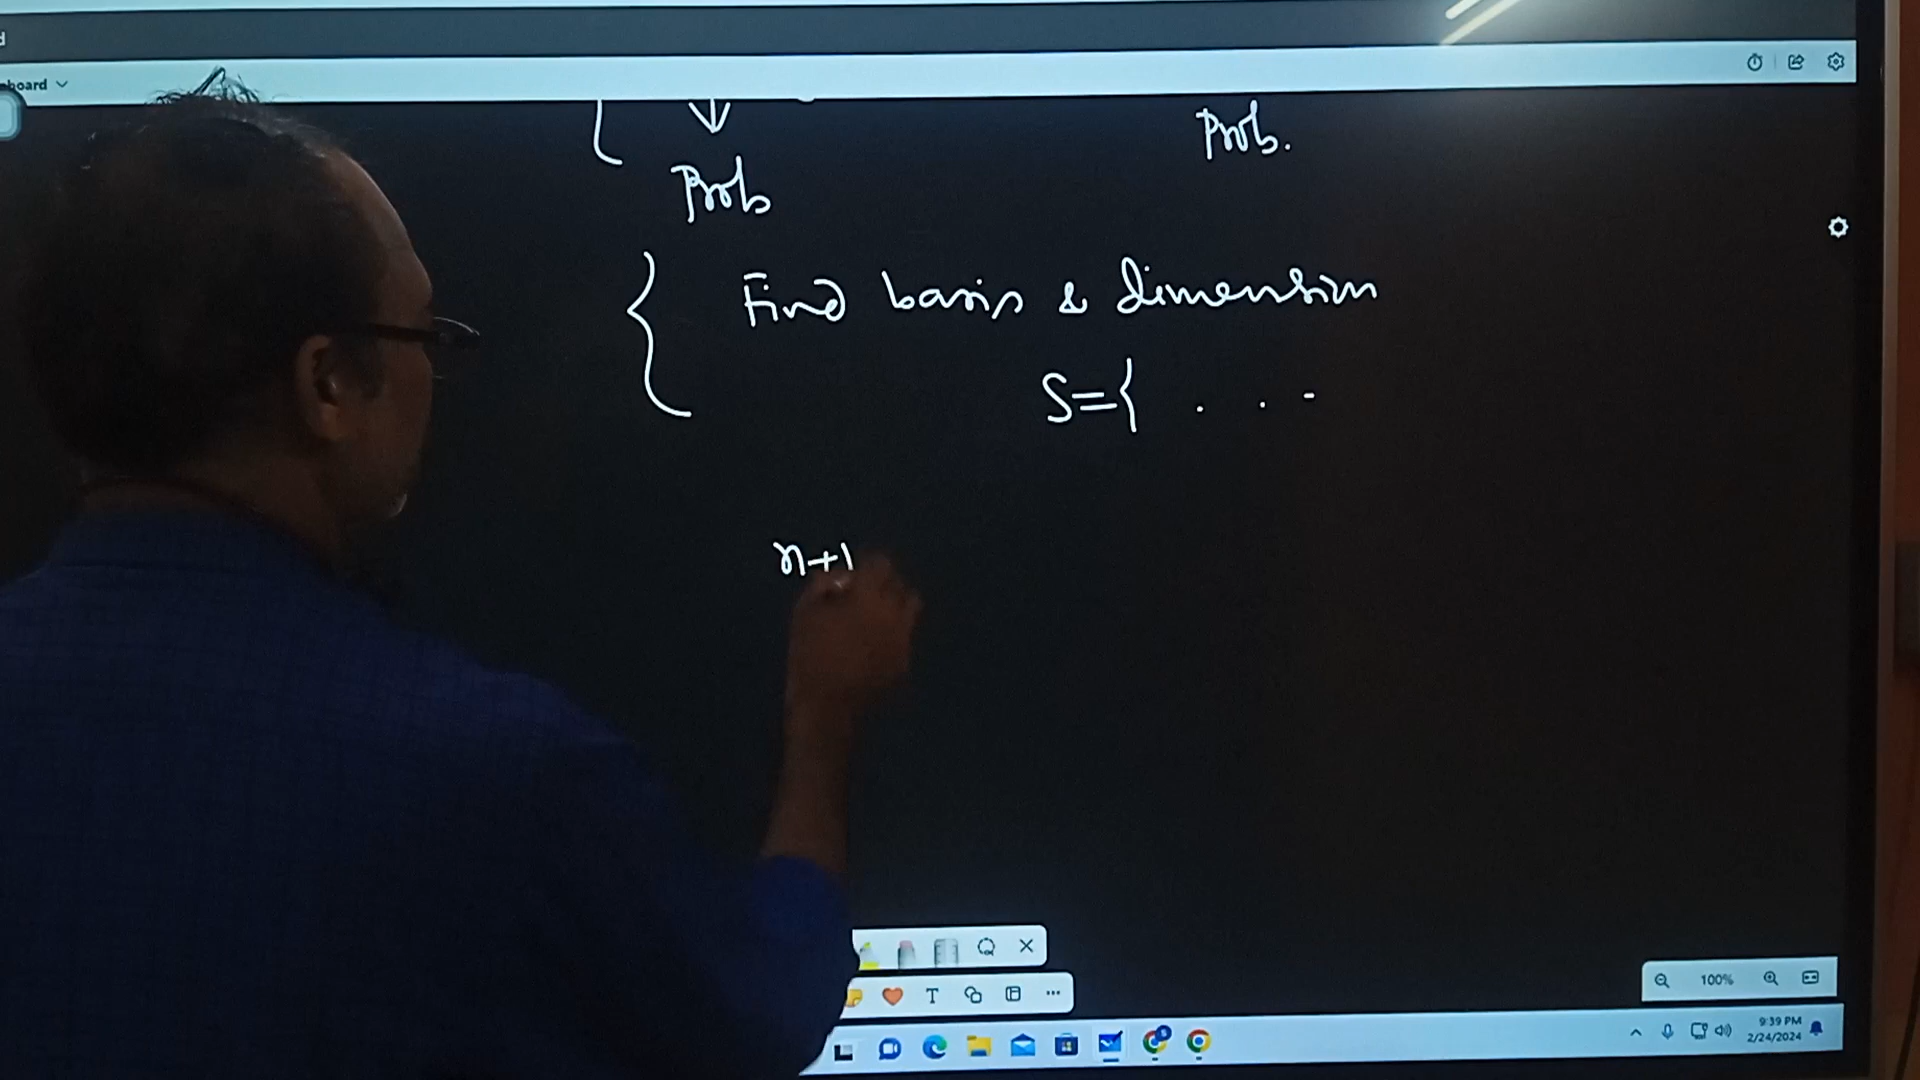 board
Prob.
Prob
Find basis & dimension
S={ . . .
n+1
100%
9:39 PM
2/24/2024